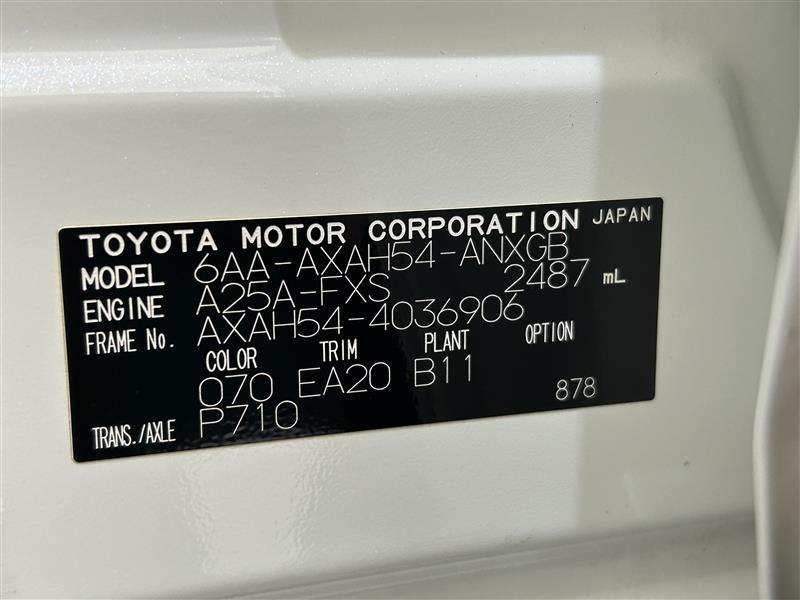 TOYOTA MOTOR CORPORATION JAPAN
MODEL 6AA-AXAH54-ANXGB
ENGINE A25A-FXS 2487 mL
FRAME No. AXAH54-4036906
COLOR TRIM PLANT OPTION
070 EA20 B11 878
TRANS./AXLE P710